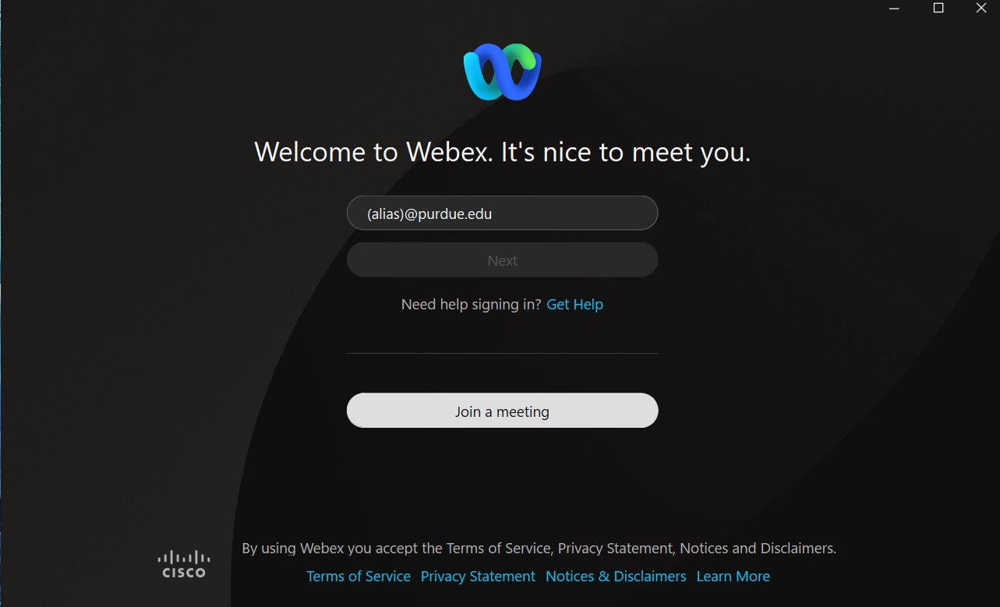 Welcome to Webex. It's nice to meet you.
(alias)@purdue.edu
Next
Need help signing in? Get Help
Join a meeting
By using Webex you accept the Terms of Service, Privacy Statement, Notices and Disclaimers.
CISCO
Terms of Service Privacy Statement Notices & Disclaimers Learn More